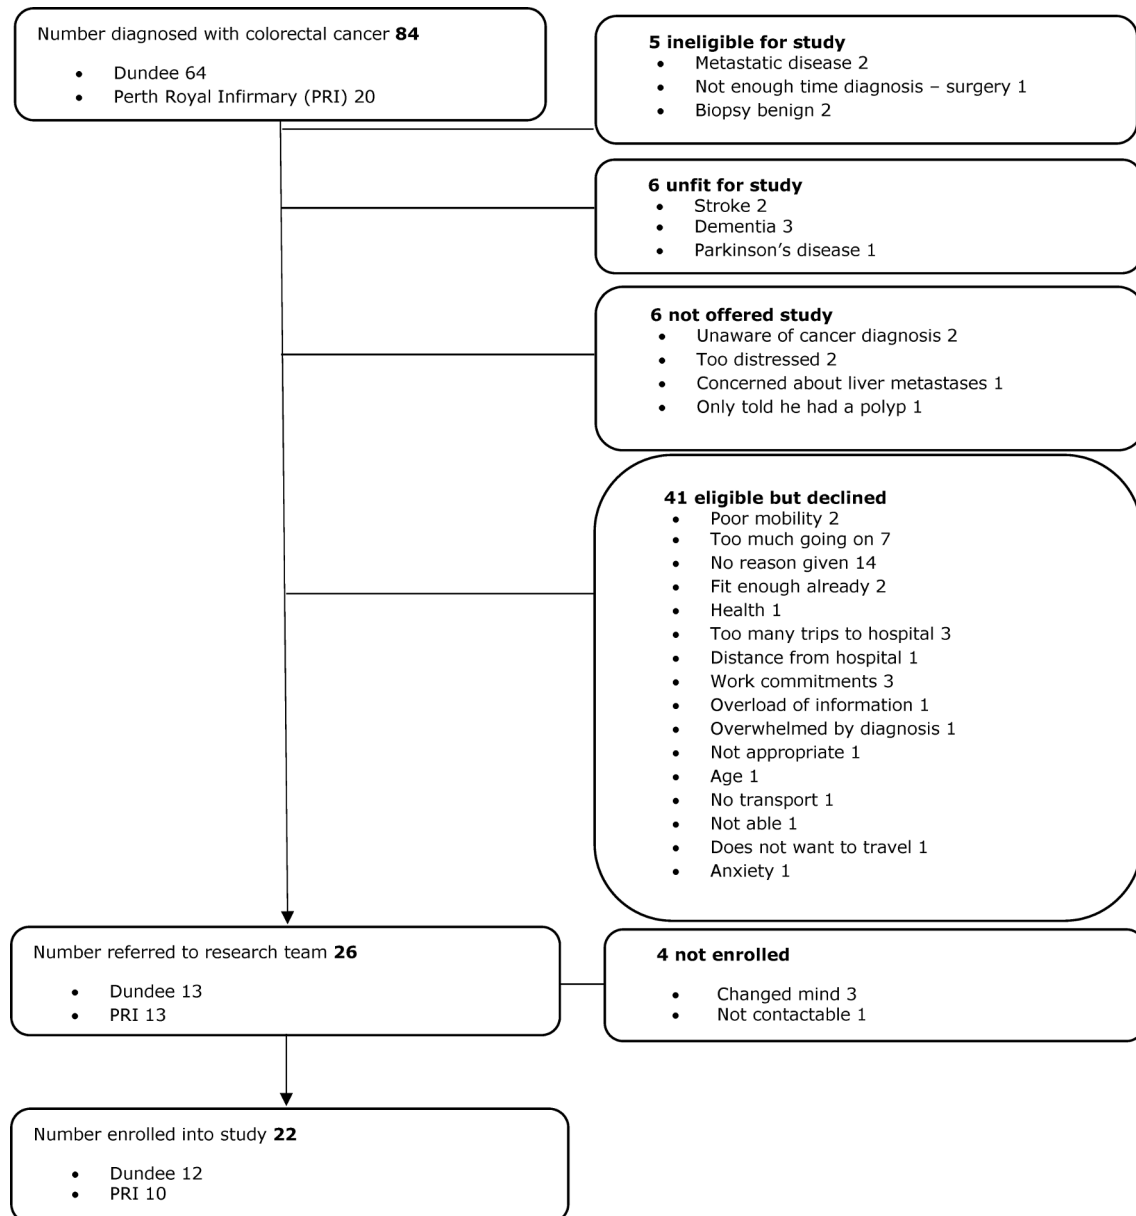 Number diagnosed with colorectal cancer 84
• Dundee 64
• Perth Royal Infirmary (PRI) 20
5 ineligible for study
• Metastatic disease 2
• Not enough time diagnosis – surgery 1
• Biopsy benign 2
6 unfit for study
• Stroke 2
• Dementia 3
• Parkinson’s disease 1
6 not offered study
• Unaware of cancer diagnosis 2
• Too distressed 2
• Concerned about liver metastases 1
• Only told he had a polyp 1
41 eligible but declined
• Poor mobility 2
• Too much going on 7
• No reason given 14
• Fit enough already 2
• Health 1
• Too many trips to hospital 3
• Distance from hospital 1
• Work commitments 3
• Overload of information 1
• Overwhelmed by diagnosis 1
• Not appropriate 1
• Age 1
• No transport 1
• Not able 1
• Does not want to travel 1
• Anxiety 1
Number referred to research team 26
• Dundee 13
• PRI 13
4 not enrolled
• Changed mind 3
• Not contactable 1
Number enrolled into study 22
• Dundee 12
• PRI 10